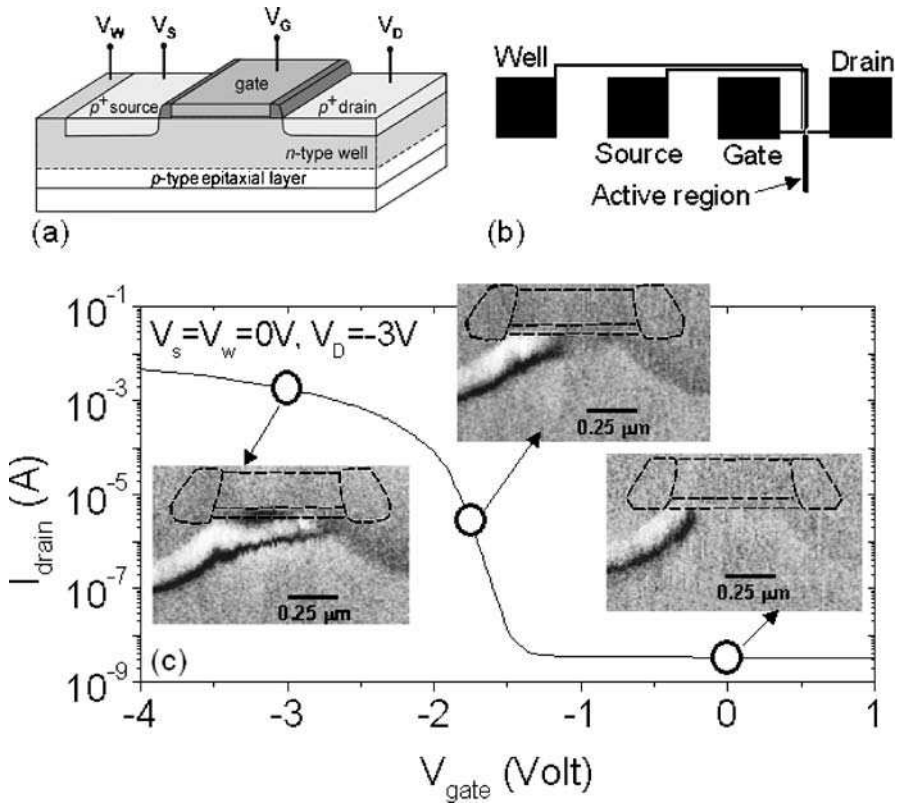 V_W V_S V_G V_D
gate
p+ source
p+ drain
n-type well
p-type epitaxial layer
(a)
Well
Drain
Source
Gate
Active region
(b)
10^-1
10^-3
10^-5
10^-7
10^-9
I_drain (A)
V_s=V_w=0V, V_D=-3V
0.25 µm
0.25 µm
0.25 µm
(c)
-4 -3 -2 -1 0 1
V_gate (Volt)